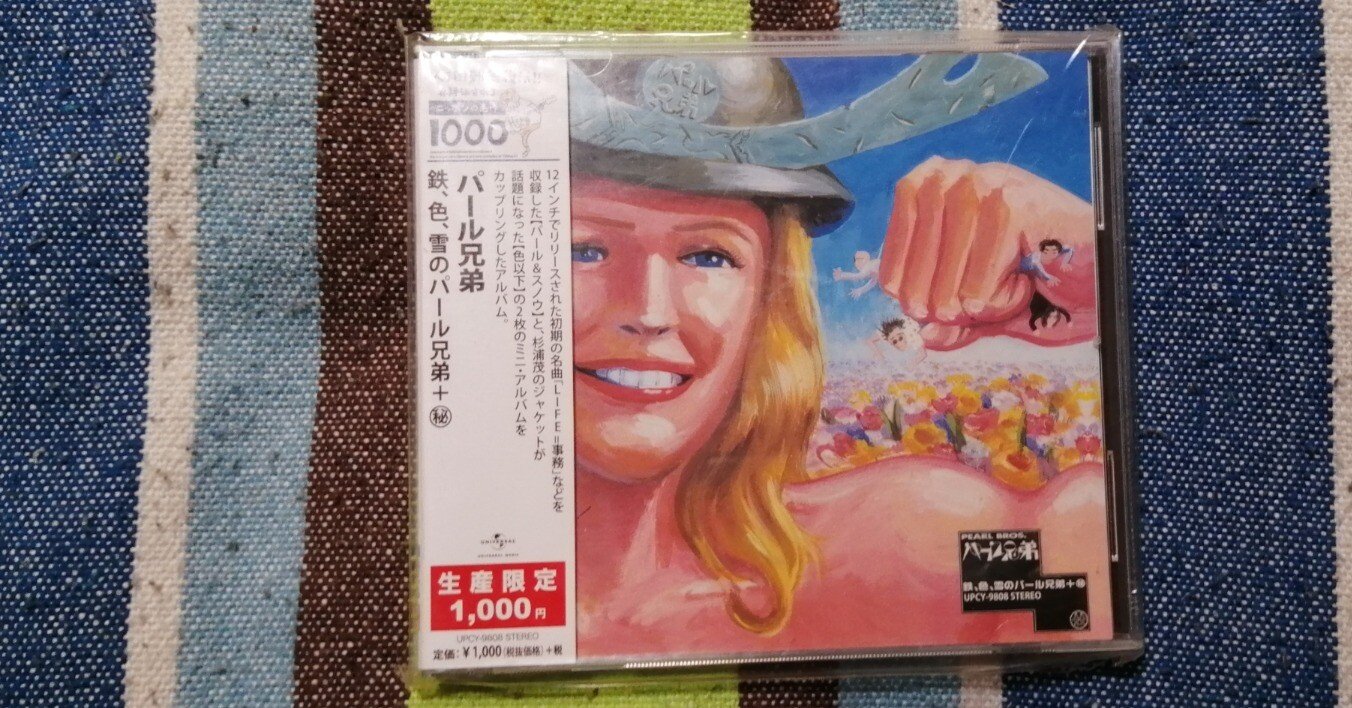 1000
パール兄弟
鉄、色、雪のパール兄弟+㊙
12インチでリリースされた初期の名曲「LIFE=事務」などを
収録した【パール&スノウ】と、杉浦茂のジャケットが
話題になった【色以下】の2枚のミニ・アルバムを
カップリングしたアルバム。
UNIVERSAL
UNIVERSAL MUSIC
生産限定
1,000円
UPCY-9808 STEREO
定価:¥1,000(税抜価格)+税
PEARL BROS.
パール兄弟
鉄、色、雪のパール兄弟+㊙
UPCY-9808 STEREO